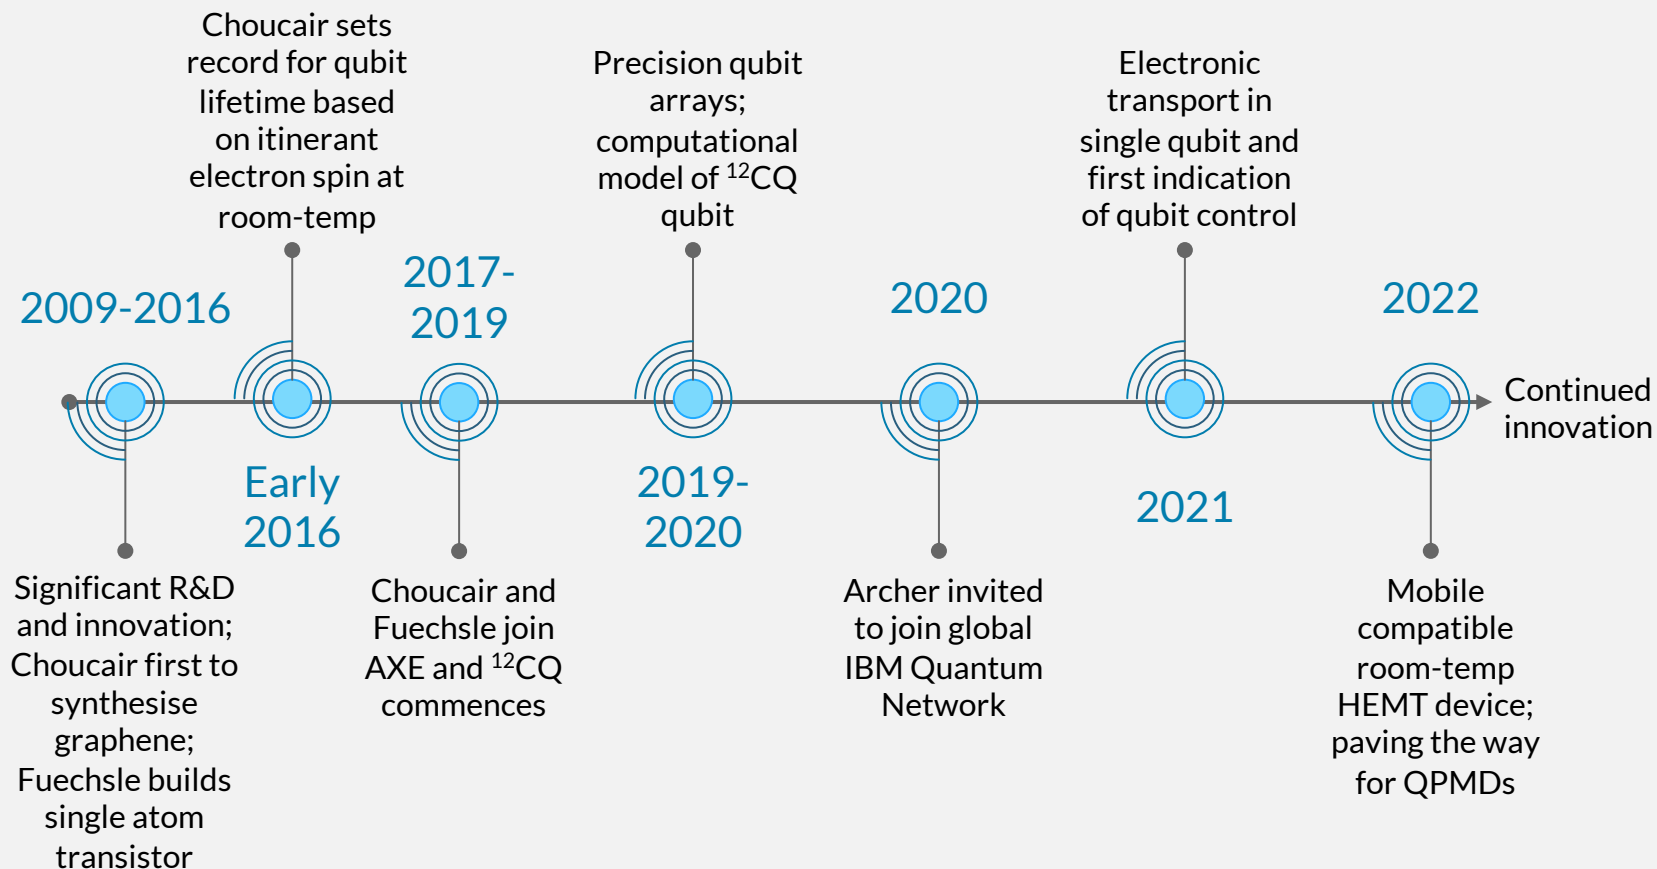 2009-2016
Significant R&D
and innovation;
Choucair first to
synthesise
graphene;
Fuechsle builds
single atom
transistor
Choucair sets
record for qubit
lifetime based
on itinerant
electron spin at
room-temp
Early
2016
2017-
2019
Choucair and
Fuechsle join
AXE and ¹²CQ
commences
Precision qubit
arrays;
computational
model of ¹²CQ
qubit
2019-
2020
2020
Archer invited
to join global
IBM Quantum
Network
Electronic
transport in
single qubit and
first indication
of qubit control
2021
2022
Mobile
compatible
room-temp
HEMT device;
paving the way
for QPMDs
Continued
innovation